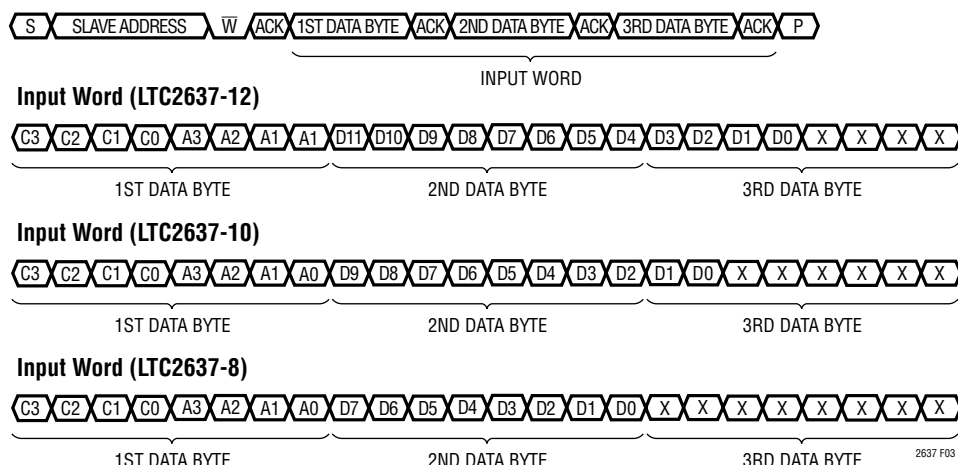 S SLAVE ADDRESS W ACK 1ST DATA BYTE ACK 2ND DATA BYTE ACK 3RD DATA BYTE ACK P
INPUT WORD
Input Word (LTC2637-12)
C3 C2 C1 C0 A3 A2 A1 A1 D11 D10 D9 D8 D7 D6 D5 D4 D3 D2 D1 D0 X X X X
1ST DATA BYTE 2ND DATA BYTE 3RD DATA BYTE
Input Word (LTC2637-10)
C3 C2 C1 C0 A3 A2 A1 A0 D9 D8 D7 D6 D5 D4 D3 D2 D1 D0 X X X X X X
1ST DATA BYTE 2ND DATA BYTE 3RD DATA BYTE
Input Word (LTC2637-8)
C3 C2 C1 C0 A3 A2 A1 A0 D7 D6 D5 D4 D3 D2 D1 D0 X X X X X X X X
1ST DATA BYTE 2ND DATA BYTE 3RD DATA BYTE 2637 F03